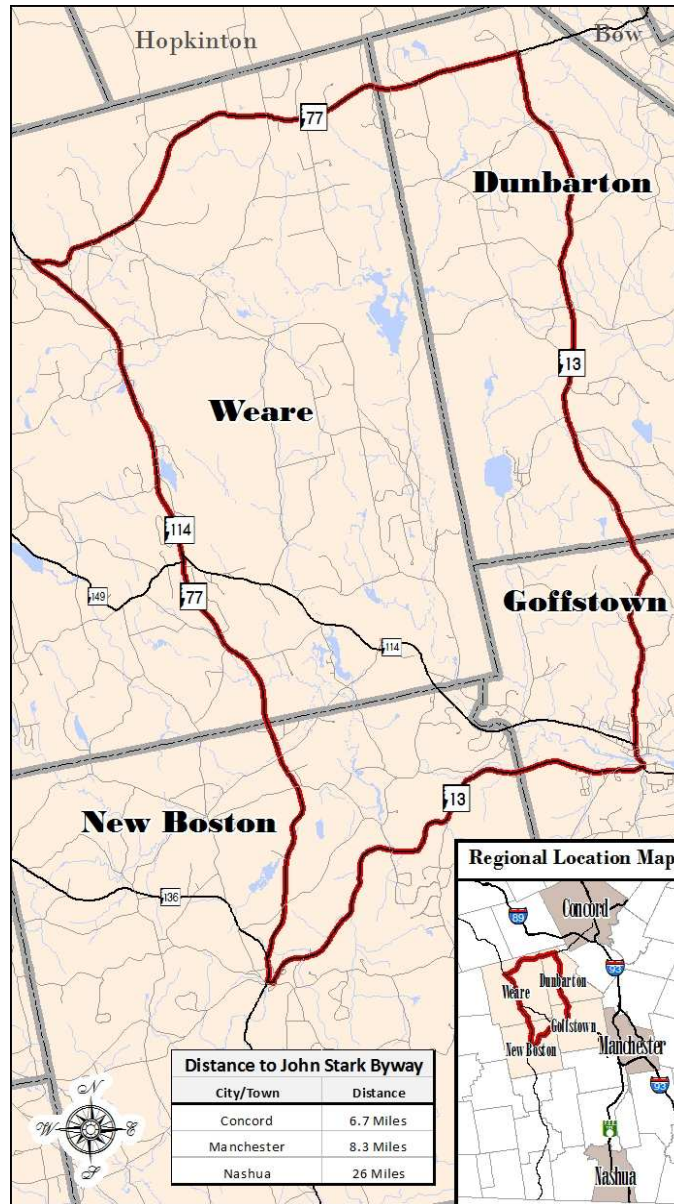 Hopkinton
Bow
77
Dunbarton
13
Weare
114
149
77
Goffstown
114
13
New Boston
136
Regional Location Map
Concord
89
93
Dunbarton
Weare
Goffstown
New Boston
Manchester
93
Nashua
Distance to John Stark Byway
City/Town Distance
Concord 6.7 Miles
Manchester 8.3 Miles
Nashua 26 Miles
N
W E
S